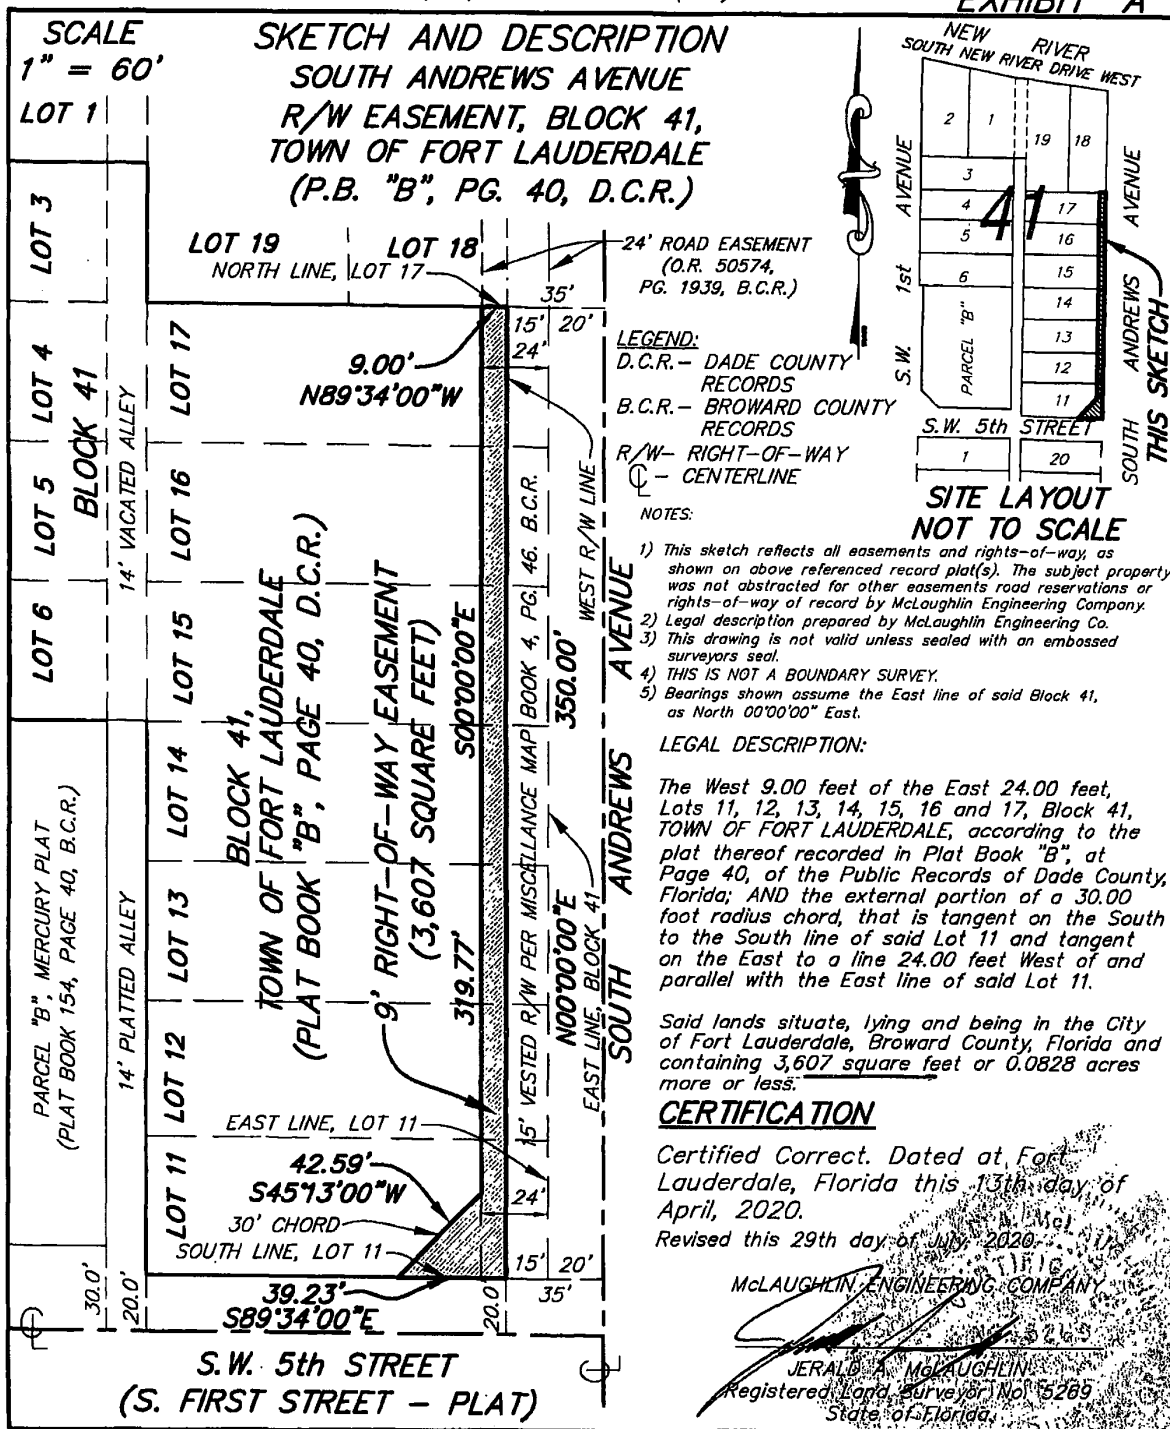 EXHIBIT "A"
SCALE
1" = 60'
SKETCH AND DESCRIPTION
SOUTH ANDREWS AVENUE
R/W EASEMENT, BLOCK 41,
TOWN OF FORT LAUDERDALE
(P.B. "B", PG. 40, D.C.R.)
LOT 1
LOT 3
LOT 4
LOT 5
LOT 6
BLOCK 41
14' VACATED ALLEY
14' PLATTED ALLEY
PARCEL "B", MERCURY PLAT
(PLAT BOOK 154, PAGE 40, B.C.R.)
LOT 19
LOT 18
NORTH LINE, LOT 17
24' ROAD EASEMENT
(O.R. 50574,
PG. 1939, B.C.R.)
35'
15'
20'
24'
9.00'
N89°34'00"W
LOT 17
LOT 16
LOT 15
LOT 14
LOT 13
LOT 12
LOT 11
BLOCK 41,
TOWN OF FORT LAUDERDALE
(PLAT BOOK "B", PAGE 40, D.C.R.)
9' RIGHT-OF-WAY EASEMENT
(3,607 SQUARE FEET)
S00°00'00"E
319.77'
15' VESTED R/W PER MISCELLANCE MAP BOOK 4, PG. 46. B.C.R.
WEST R/W LINE
350.00'
N00°00'00"E
EAST LINE, BLOCK 41
SOUTH ANDREWS AVENUE
EAST LINE, LOT 11
42.59'
S45°13'00"W
30' CHORD
SOUTH LINE, LOT 11
24'
15'
20'
35'
39.23'
S89°34'00"E
30.0'
20.0'
20.0
S.W. 5th STREET
(S. FIRST STREET - PLAT)
NEW RIVER
SOUTH NEW RIVER DRIVE WEST
2
1
19
18
3
4
41
17
5
16
6
15
14
13
12
11
PARCEL "B"
S.W. 1st AVENUE
SOUTH ANDREWS AVENUE
THIS SKETCH
S.W. 5th STREET
1
20
SITE LAYOUT
NOT TO SCALE
LEGEND:
D.C.R.- DADE COUNTY
RECORDS
B.C.R.- BROWARD COUNTY
RECORDS
R/W- RIGHT-OF-WAY
℄ - CENTERLINE
NOTES:
1) This sketch reflects all easements and rights-of-way, as
shown on above referenced record plat(s). The subject property
was not abstracted for other easements road reservations or
rights-of-way of record by McLaughlin Engineering Company.
2) Legal description prepared by McLaughlin Engineering Co.
3) This drawing is not valid unless sealed with an embossed
surveyors seal.
4) THIS IS NOT A BOUNDARY SURVEY.
5) Bearings shown assume the East line of said Block 41,
as North 00°00'00" East.
LEGAL DESCRIPTION:
The West 9.00 feet of the East 24.00 feet,
Lots 11, 12, 13, 14, 15, 16 and 17, Block 41,
TOWN OF FORT LAUDERDALE, according to the
plat thereof recorded in Plat Book "B", at
Page 40, of the Public Records of Dade County,
Florida; AND the external portion of a 30.00
foot radius chord, that is tangent on the South
to the South line of said Lot 11 and tangent
on the East to a line 24.00 feet West of and
parallel with the East line of said Lot 11.
Said lands situate, lying and being in the City
of Fort Lauderdale, Broward County, Florida and
containing 3,607 square feet or 0.0828 acres
more or less.
CERTIFICATION
Certified Correct. Dated at Fort
Lauderdale, Florida this 13th day of
April, 2020.
Revised this 29th day of July, 2020
McLAUGHLIN ENGINEERING COMPANY
JERALD A. McLAUGHLIN
Registered Land Surveyor No. 5269
State of Florida.